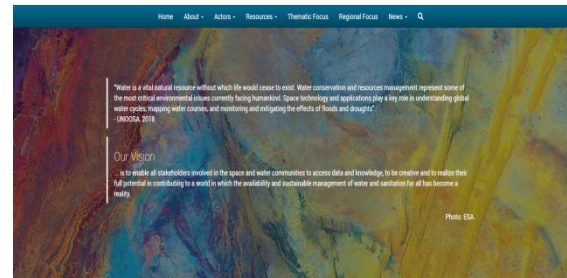 Home About Actors Resources Thematic Focus Regional Focus News
"Water is a vital natural resource without which life would cease to exist. Water conservation and resources management represent some of
the most critical environmental issues currently facing humankind. Space technology and applications play a key role in understanding global
water cycles, mapping water courses, and monitoring and mitigating the effects of floods and droughts".
- UNOOSA, 2018
Our Vision
... is to enable all stakeholders involved in the space and water communities to access data and knowledge, to be creative and to realize their
full potential in contributing to a world in which the availability and sustainable management of water and sanitation for all has become a
reality.
Photo: ESA